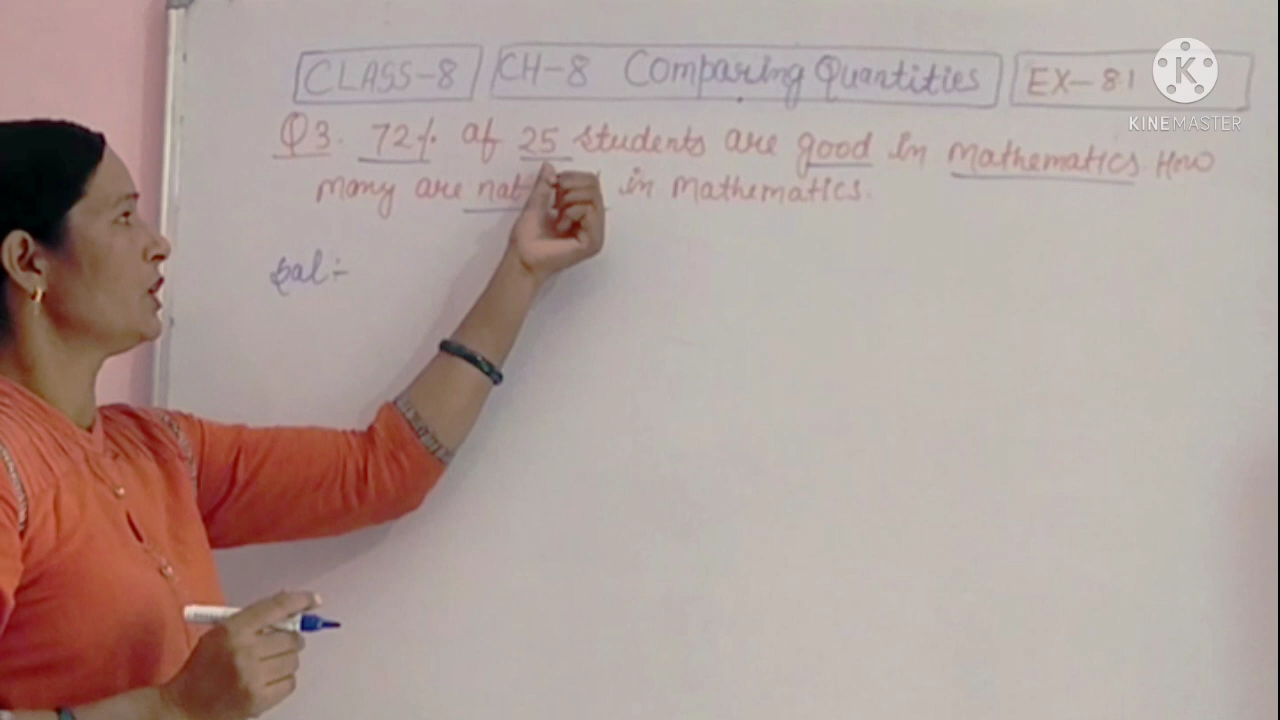 CLASS-8 CH-8 Comparing Quantities EX-8.1
K
KINEMASTER
Q3. 72% of 25 students are good in Mathematics. How
many are not in Mathematics.
Sol:-